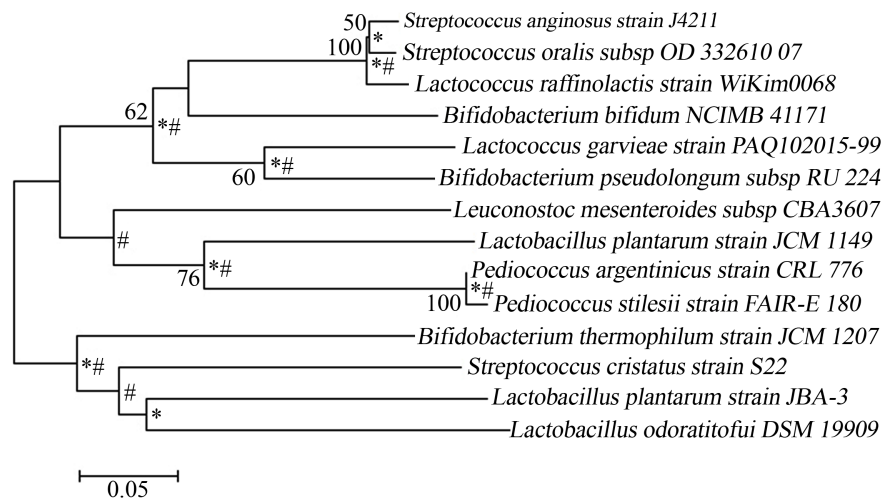 50 Streptococcus anginosus strain J4211
*
100 Streptococcus oralis subsp OD 332610 07
*#
Lactococcus raffinolactis strain WiKim0068
62 Bifidobacterium bifidum NCIMB 41171
*#
Lactococcus garvieae strain PAQ102015-99
*#
60 Bifidobacterium pseudolongum subsp RU 224
Leuconostoc mesenteroides subsp CBA3607
#
Lactobacillus plantarum strain JCM 1149
76 *# Pediococcus argentinicus strain CRL 776
*#
100 Pediococcus stilesii strain FAIR-E 180
Bifidobacterium thermophilum strain JCM 1207
*#
Streptococcus cristatus strain S22
#
Lactobacillus plantarum strain JBA-3
*
Lactobacillus odoratitofui DSM 19909
0.05